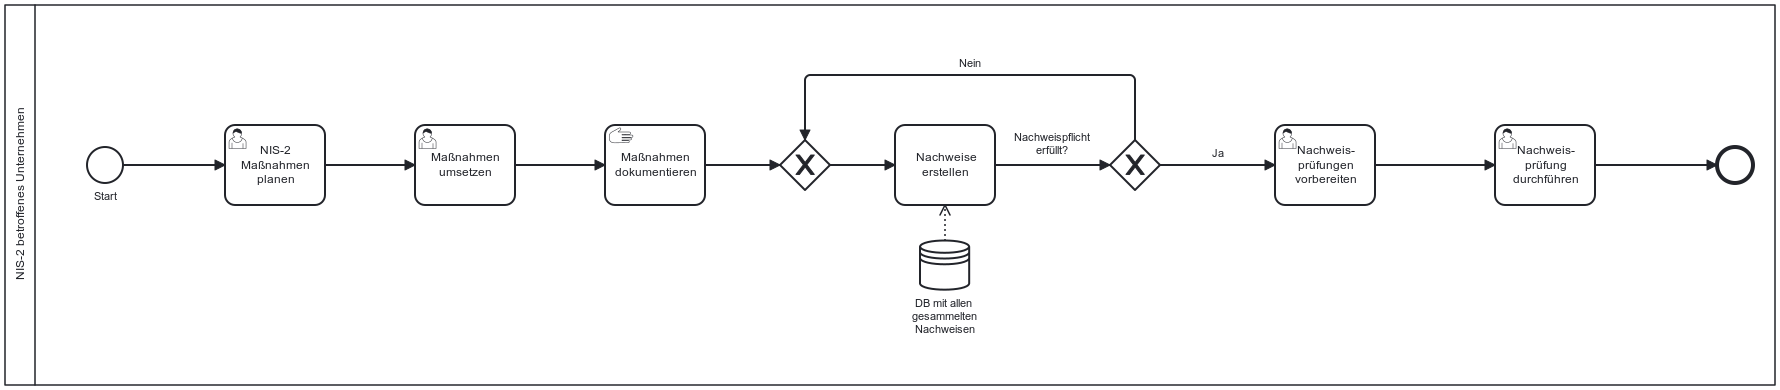 NIS-2 betroffenes Unternehmen
Start
NIS-2
Maßnahmen
planen
Maßnahmen
umsetzen
Maßnahmen
dokumentieren
Nein
Nachweise
erstellen
DB mit allen
gesammelten
Nachweisen
Nachweispflicht
erfüllt?
Ja
Nachweis-
prüfungen
vorbereiten
Nachweis-
prüfung
durchführen